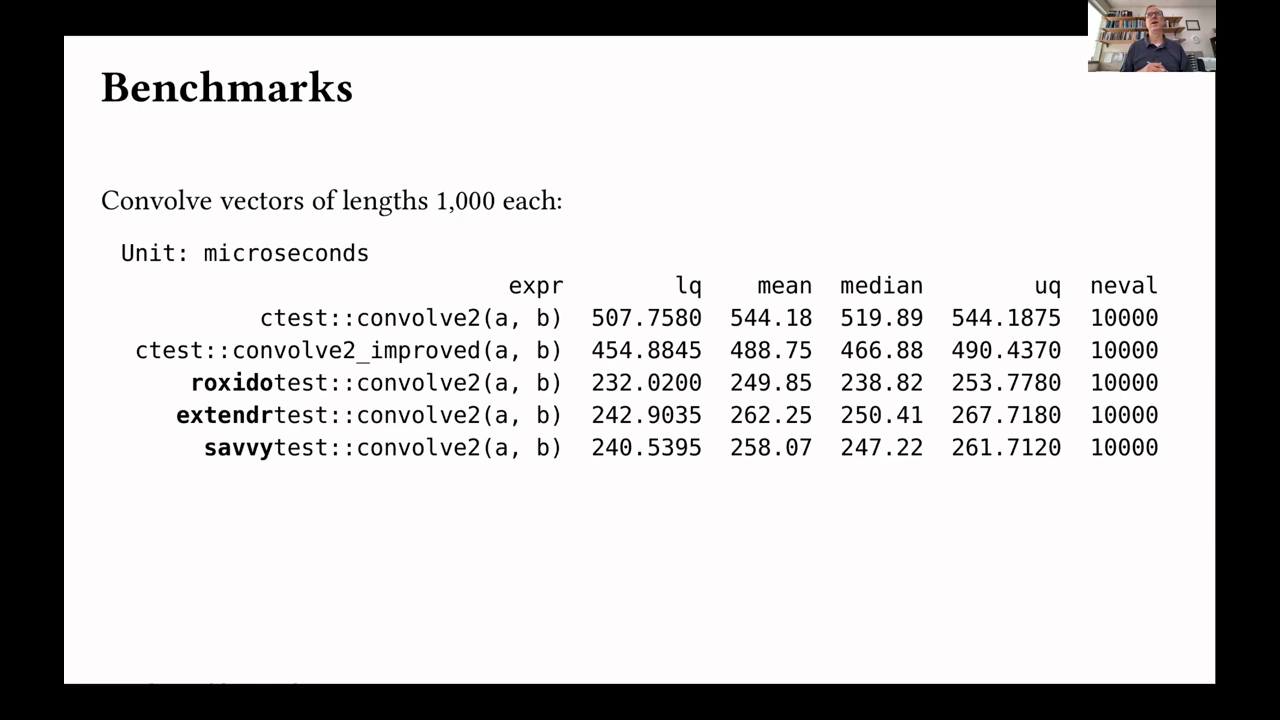 Benchmarks
Convolve vectors of lengths 1,000 each:
Unit: microseconds
expr lq mean median uq neval
ctest::convolve2(a, b) 507.7580 544.18 519.89 544.1875 10000
ctest::convolve2_improved(a, b) 454.8845 488.75 466.88 490.4370 10000
roxidotest::convolve2(a, b) 232.0200 249.85 238.82 253.7780 10000
extendrtest::convolve2(a, b) 242.9035 262.25 250.41 267.7180 10000
savvytest::convolve2(a, b) 240.5395 258.07 247.22 261.7120 10000